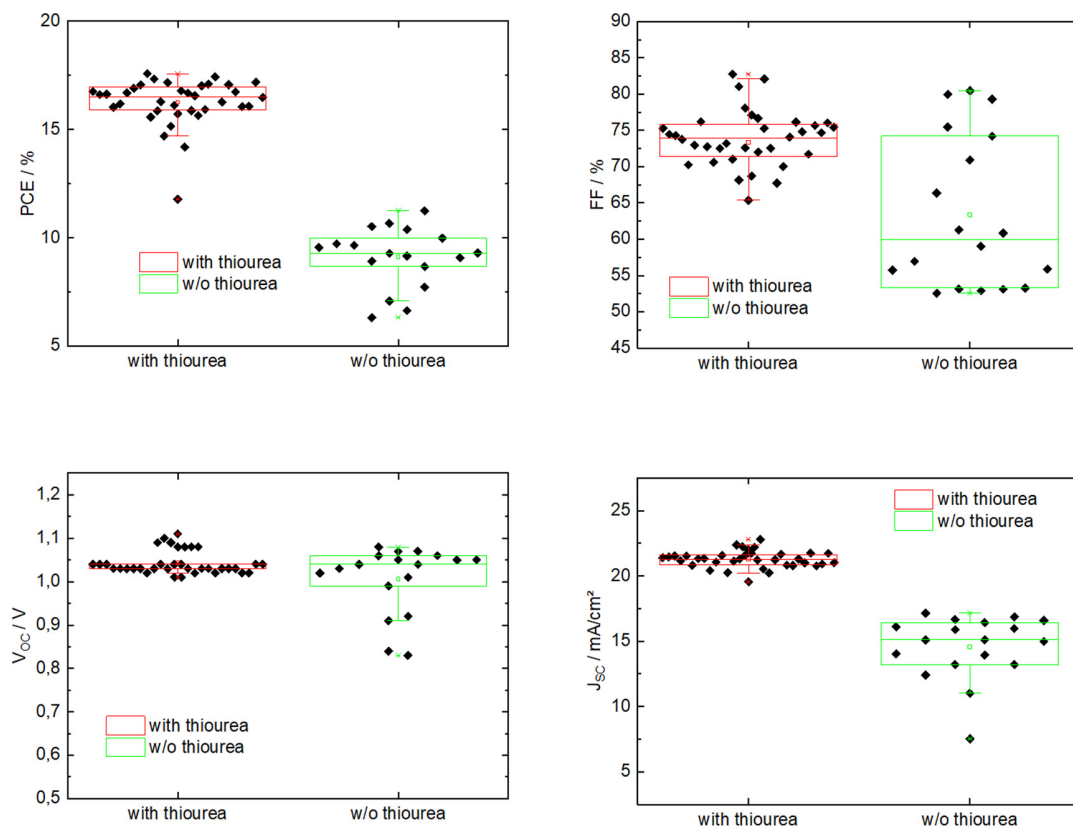 20
15
10
5
PCE / %
with thiourea
w/o thiourea
with thiourea
w/o thiourea
90
85
80
75
70
65
60
55
50
45
FF / %
with thiourea
w/o thiourea
with thiourea
w/o thiourea
1,2
1,1
1,0
0,9
0,8
0,7
0,6
0,5
V_OC / V
with thiourea
w/o thiourea
with thiourea
w/o thiourea
25
20
15
10
5
J_SC / mA/cm²
with thiourea
w/o thiourea
with thiourea
w/o thiourea